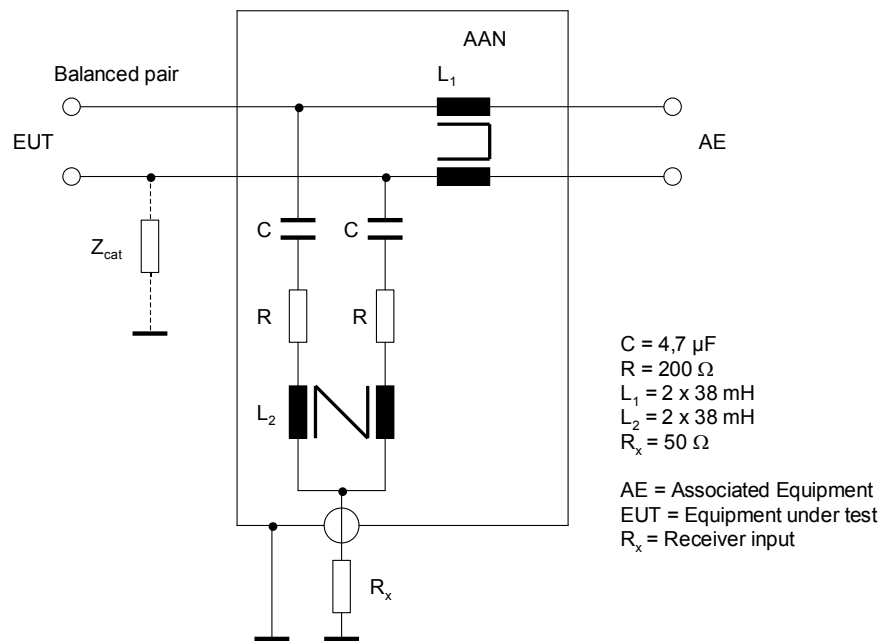 AAN
Balanced pair
L1
EUT
AE
C
C
Zcat
R
R
L2
Rx
C = 4,7 µF
R = 200 Ω
L1 = 2 x 38 mH
L2 = 2 x 38 mH
Rx = 50 Ω
AE = Associated Equipment
EUT = Equipment under test
Rx = Receiver input